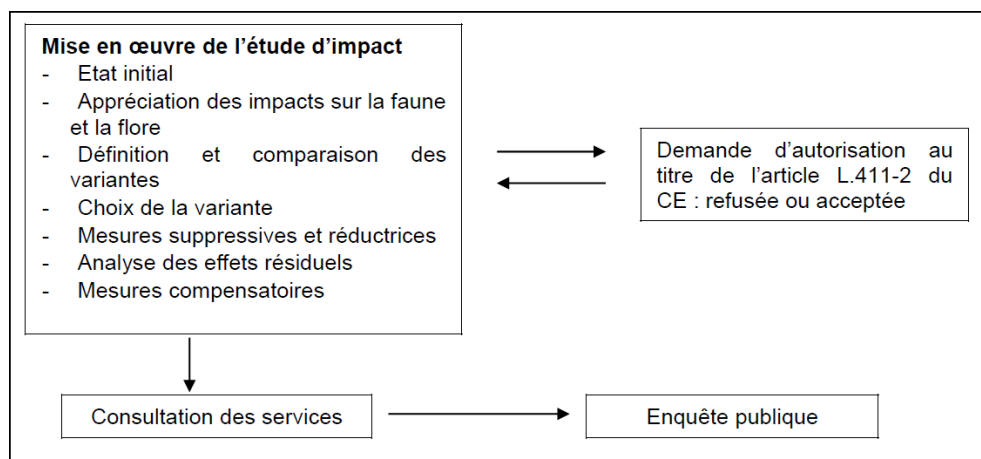 Mise en œuvre de l’étude d’impact
- Etat initial
- Appréciation des impacts sur la faune
et la flore
- Définition et comparaison des
variantes
- Choix de la variante
- Mesures suppressives et réductrices
- Analyse des effets résiduels
- Mesures compensatoires
Demande d’autorisation au
titre de l’article L.411-2 du
CE : refusée ou acceptée
Consultation des services
Enquête publique